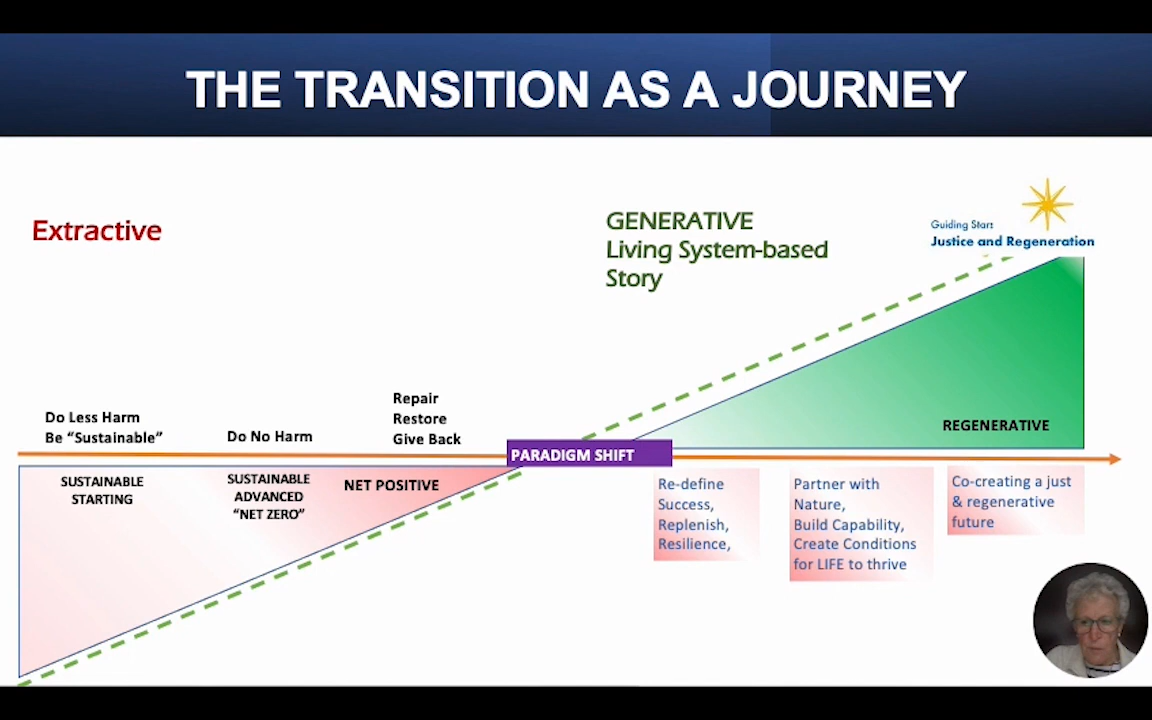 THE TRANSITION AS A JOURNEY
Extractive
GENERATIVE
Living System-based
Story
Guiding Star:
Justice and Regeneration
Do Less Harm
Be “Sustainable”
Do No Harm
Repair
Restore
Give Back
PARADIGM SHIFT
REGENERATIVE
SUSTAINABLE
STARTING
SUSTAINABLE
ADVANCED
“NET ZERO”
NET POSITIVE
Re-define
Success,
Replenish,
Resilience,
Partner with
Nature,
Build Capability,
Create Conditions
for LIFE to thrive
Co-creating a just
& regenerative
future